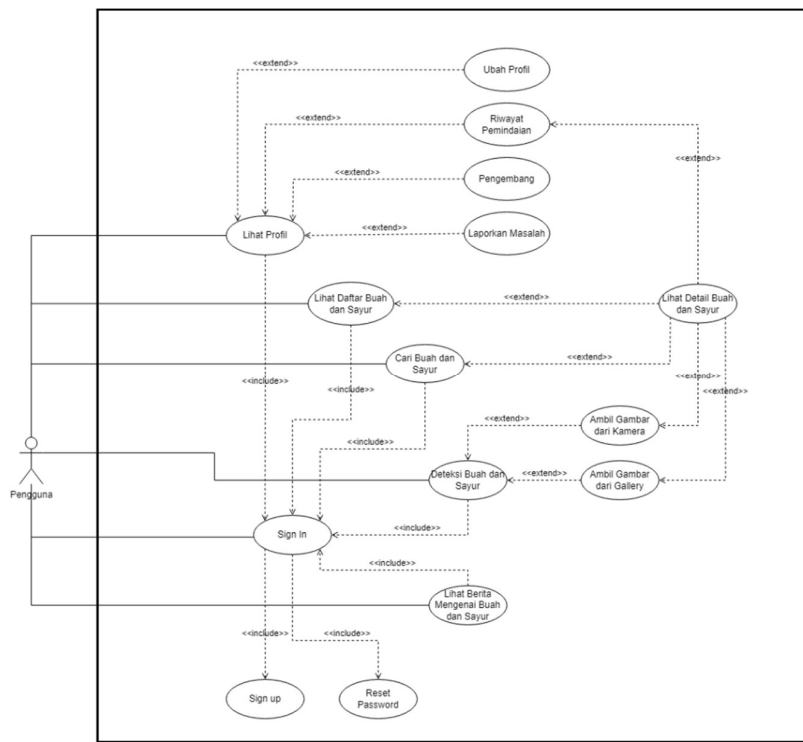 <<extend>>
Ubah Profil
<<extend>>
Riwayat
Pemindaian
<<extend>>
<<extend>>
Pengembang
<<extend>>
Laporkan Masalah
Lihat Profil
Lihat Daftar Buah
dan Sayur
<<extend>>
Lihat Detail Buah
dan Sayur
Cari Buah dan
Sayur
<<extend>>
<<include>>
<<include>>
<<extend>>
<<extend>>
<<include>>
<<extend>>
Ambil Gambar
dari Kamera
Deteksi Buah dan
Sayur
<<extend>>
Ambil Gambar
dari Gallery
Pengguna
<<include>>
Sign In
<<include>>
Lihat Berita
Mengenai Buah
dan Sayur
<<include>>
<<include>>
Sign up
Reset
Password